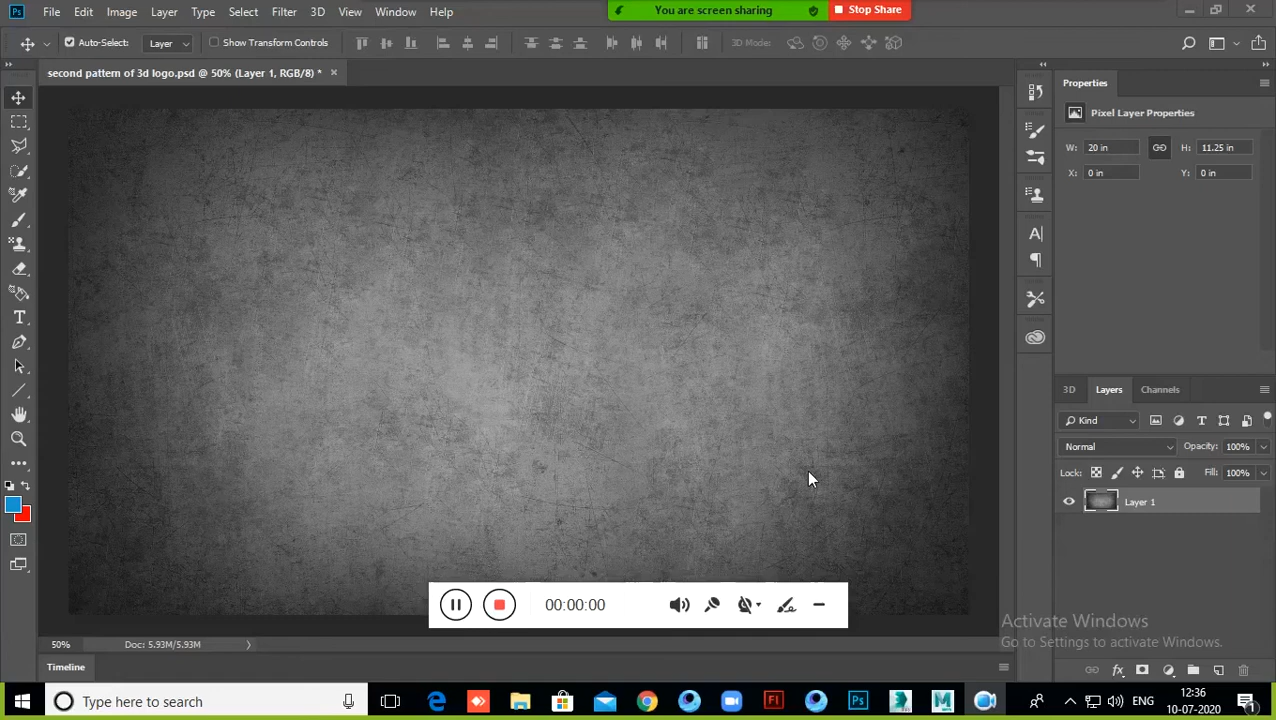 Ps File Edit Image Layer Type Select Filter 3D View Window Help
You are screen sharing Stop Share
Auto-Select: Layer Show Transform Controls 3D Mode:
second pattern of 3d logo.psd @ 50% (Layer 1, RGB/8) *
Properties
Pixel Layer Properties
W: 20 in H: 11.25 in
X: 0 in Y: 0 in
3D Layers Channels
Kind
Normal Opacity: 100%
Lock: Fill: 100%
Layer 1
00:00:00
Activate Windows
Go to Settings to activate Windows.
50% Doc: 5.93M/5.93M
Timeline
Type here to search
Fl Ps M
ENG
12:36
10-07-2020
1